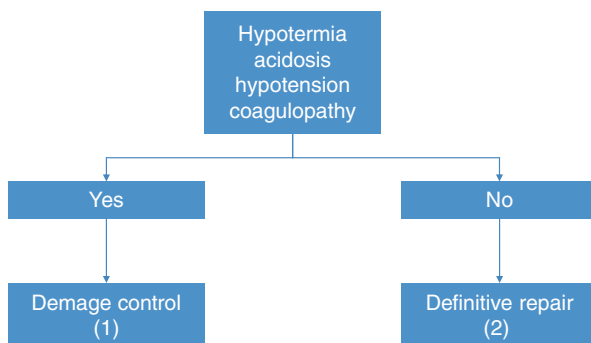 Hypotermia
acidosis
hypotension
coagulopathy
Yes
No
Demage control
(1)
Definitive repair
(2)